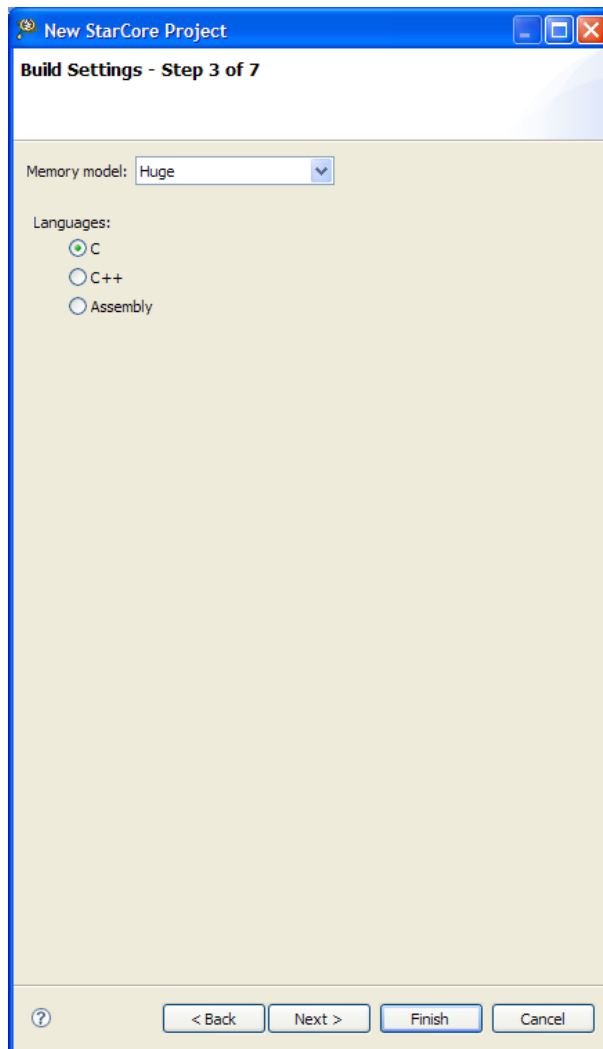 New StarCore Project
Build Settings - Step 3 of 7
Memory model: Huge
Languages:
C
C++
Assembly
? < Back Next > Finish Cancel